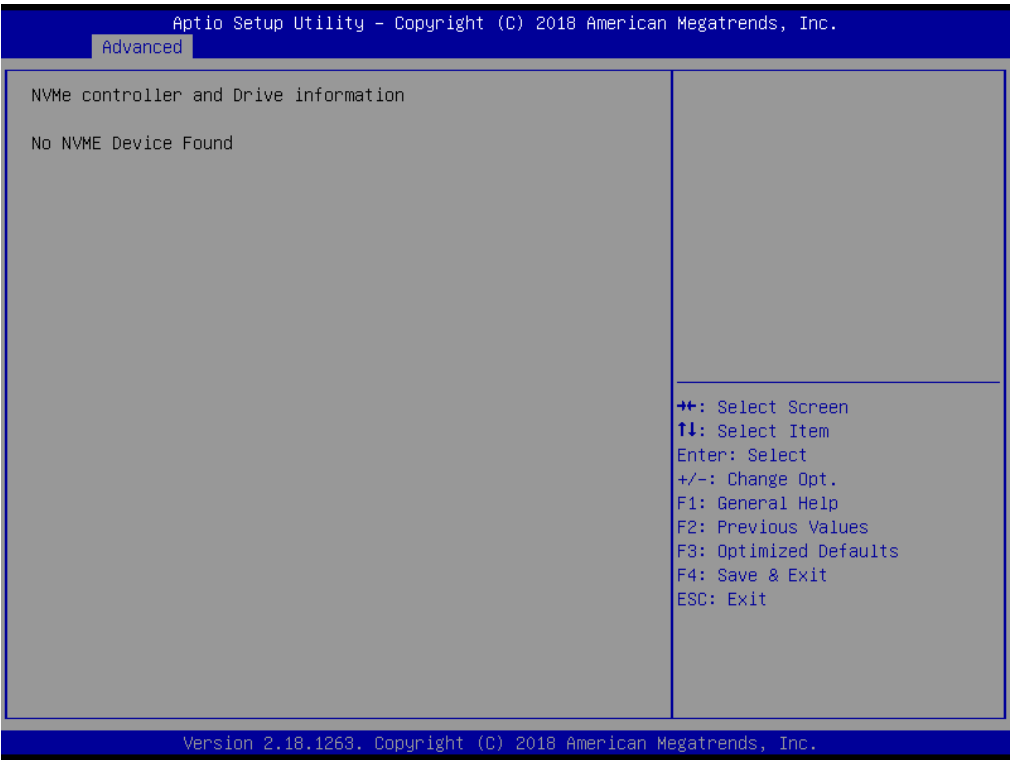 Aptio Setup Utility – Copyright (C) 2018 American Megatrends, Inc.
Advanced
NVMe controller and Drive information
No NVME Device Found
→←: Select Screen
↑↓: Select Item
Enter: Select
+/-: Change Opt.
F1: General Help
F2: Previous Values
F3: Optimized Defaults
F4: Save & Exit
ESC: Exit
Version 2.18.1263. Copyright (C) 2018 American Megatrends, Inc.